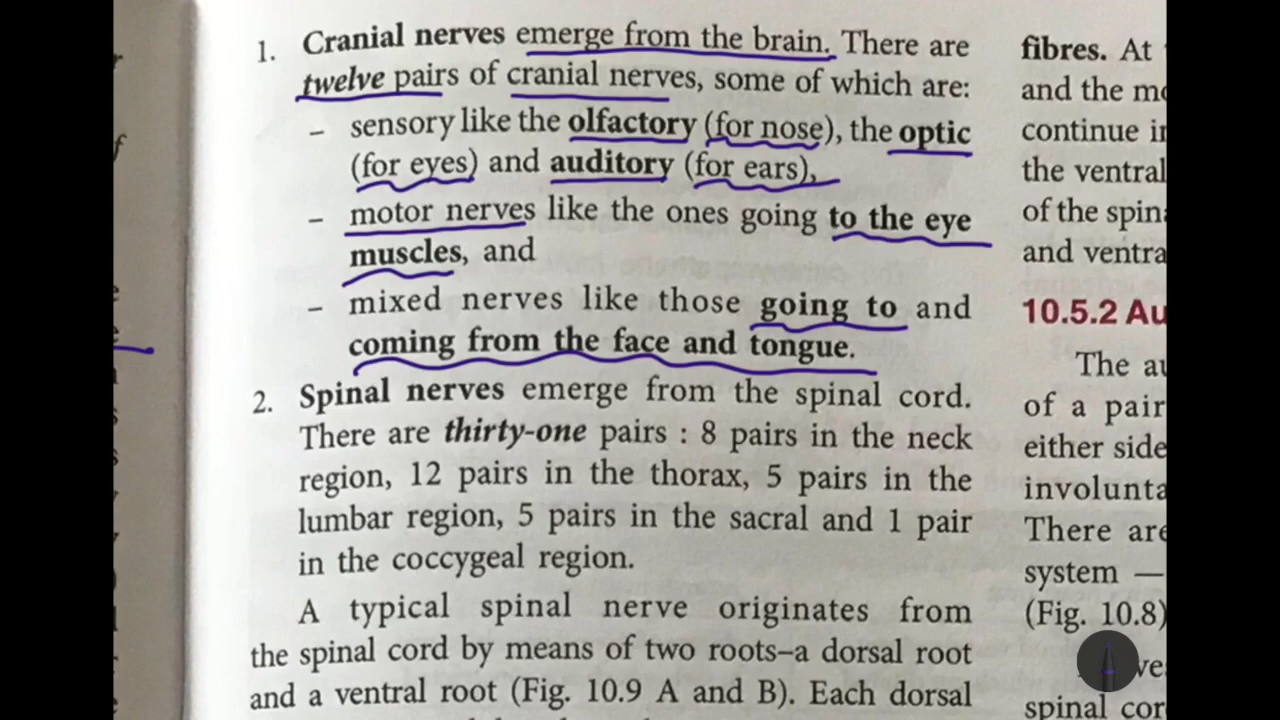 1. Cranial nerves emerge from the brain. There are
twelve pairs of cranial nerves, some of which are:
– sensory like the olfactory (for nose), the optic
(for eyes) and auditory (for ears),
– motor nerves like the ones going to the eye
muscles, and
– mixed nerves like those going to and
coming from the face and tongue.
2. Spinal nerves emerge from the spinal cord.
There are thirty-one pairs : 8 pairs in the neck
region, 12 pairs in the thorax, 5 pairs in the
lumbar region, 5 pairs in the sacral and 1 pair
in the coccygeal region.
A typical spinal nerve originates from
the spinal cord by means of two roots–a dorsal root
and a ventral root (Fig. 10.9 A and B). Each dorsal
fibres. At
and the
continue
the ventral
of the
and
10.5.2
The
of a pair
either side
There are
system —
(Fig. 10.8)
spinal